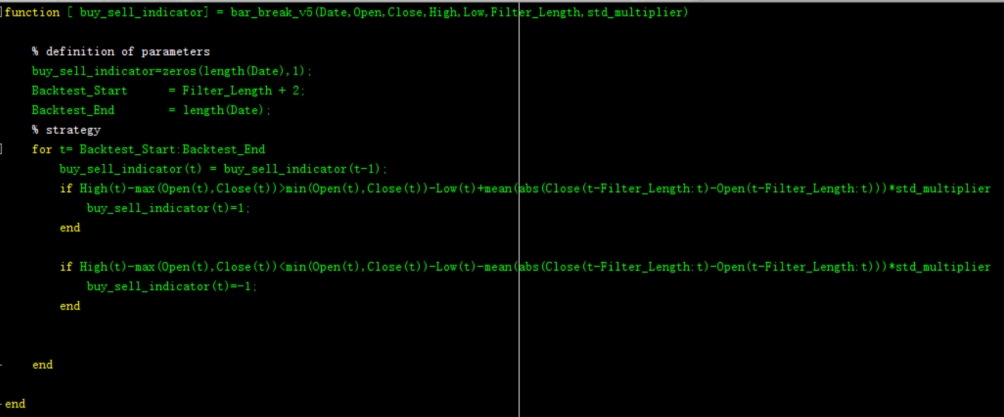 function [ buy_sell_indicator] = bar_break_v5(Date,Open,Close,High,Low,Filter_Length,std_multiplier)
% definition of parameters
buy_sell_indicator=zeros(length(Date),1);
Backtest_Start = Filter_Length + 2;
Backtest_End = length(Date);
% strategy
for t= Backtest_Start:Backtest_End
buy_sell_indicator(t) = buy_sell_indicator(t-1);
if High(t)-max(Open(t),Close(t))>min(Open(t),Close(t))-Low(t)+mean(abs(Close(t-Filter_Length:t)-Open(t-Filter_Length:t)))*std_multiplier
buy_sell_indicator(t)=1;
end
if High(t)-max(Open(t),Close(t))<min(Open(t),Close(t))-Low(t)-mean(abs(Close(t-Filter_Length:t)-Open(t-Filter_Length:t)))*std_multiplier
buy_sell_indicator(t)=-1;
end
end
end